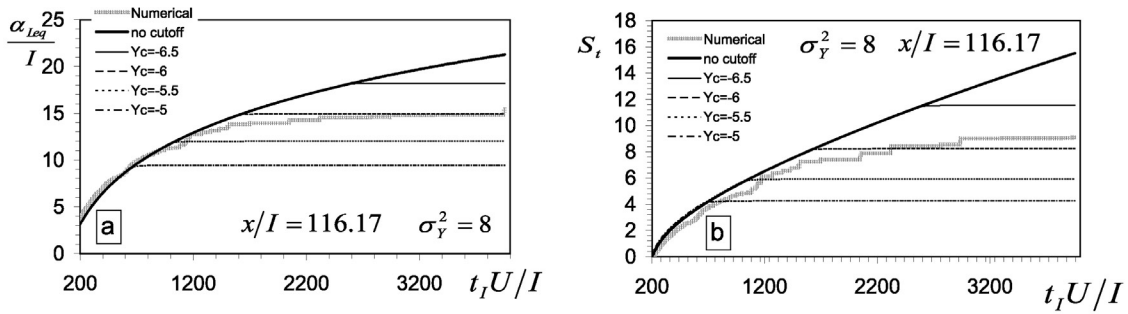 α_Leq / I
25
20
15
10
5
0
Numerical
no cutoff
Yc=-6.5
Yc=-6
Yc=-5.5
Yc=-5
a
x/I = 116.17 σ_Y^2 = 8
200 1200 2200 3200 t_I U/I
S_t
18
16
14
12
10
8
6
4
2
0
Numerical
no cutoff
Yc=-6.5
Yc=-6
Yc=-5.5
Yc=-5
σ_Y^2 = 8 x/I = 116.17
b
200 1200 2200 3200 t_I U/I